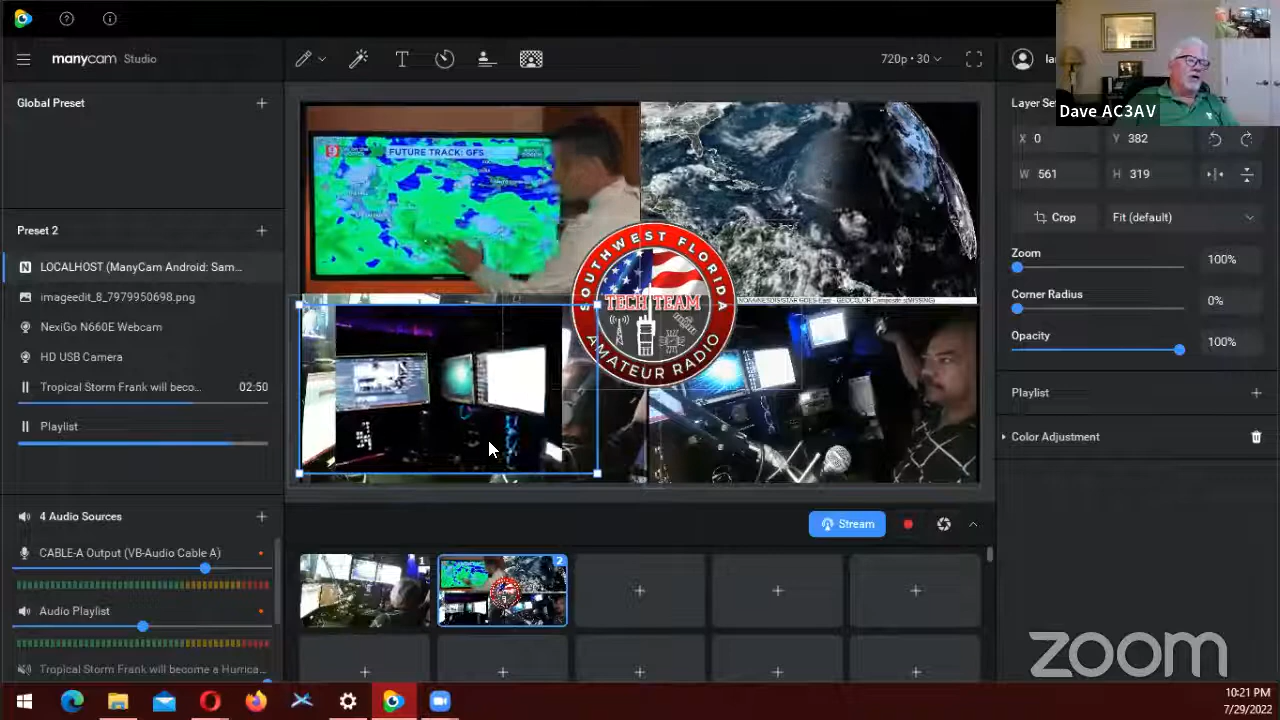 manycam Studio
720p • 30
Dave AC3AV
Global Preset
X 0
Y 382
W 561
H 319
Crop
Fit (default)
Zoom
100%
Corner Radius
0%
Opacity
100%
Playlist
Color Adjustment
Preset 2
LOCALHOST (ManyCam Android: Sam...
imageedit_8_7979950698.png
NexiGo N660E Webcam
HD USB Camera
Tropical Storm Frank will beco...
02:50
Playlist
4 Audio Sources
CABLE-A Output (VB-Audio Cable A)
Audio Playlist
Tropical Storm Frank will become a Hurrica...
9
FUTURE TRACK: GFS
SOUTHWEST FLORIDA
TECH TEAM
AMATEUR RADIO
Stream
1
2
zoom
10:21 PM
7/29/2022